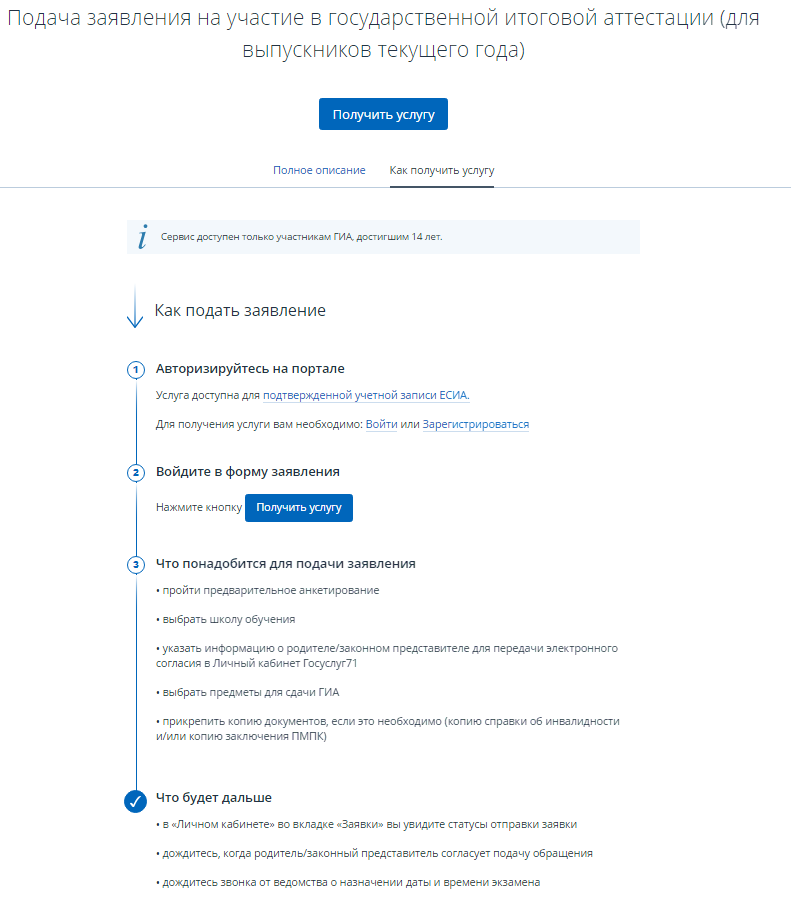 Подача заявления на участие в государственной итоговой аттестации (для
выпускников текущего года)
Получить услугу
Полное описание Как получить услугу
i Сервис доступен только участникам ГИА, достигшим 14 лет.
Как подать заявление
1 Авторизируйтесь на портале
Услуга доступна для подтвержденной учетной записи ЕСИА.
Для получения услуги вам необходимо: Войти или Зарегистрироваться
2 Войдите в форму заявления
Нажмите кнопку Получить услугу
3 Что понадобится для подачи заявления
• пройти предварительное анкетирование
• выбрать школу обучения
• указать информацию о родителе/законном представителе для передачи электронного
согласия в Личный кабинет Госуслуг71
• выбрать предметы для сдачи ГИА
• прикрепить копию документов, если это необходимо (копию справки об инвалидности
и/или копию заключения ПМПК)
Что будет дальше
• в «Личном кабинете» во вкладке «Заявки» вы увидите статусы отправки заявки
• дождитесь, когда родитель/законный представитель согласует подачу обращения
• дождитесь звонка от ведомства о назначении даты и времени экзамена